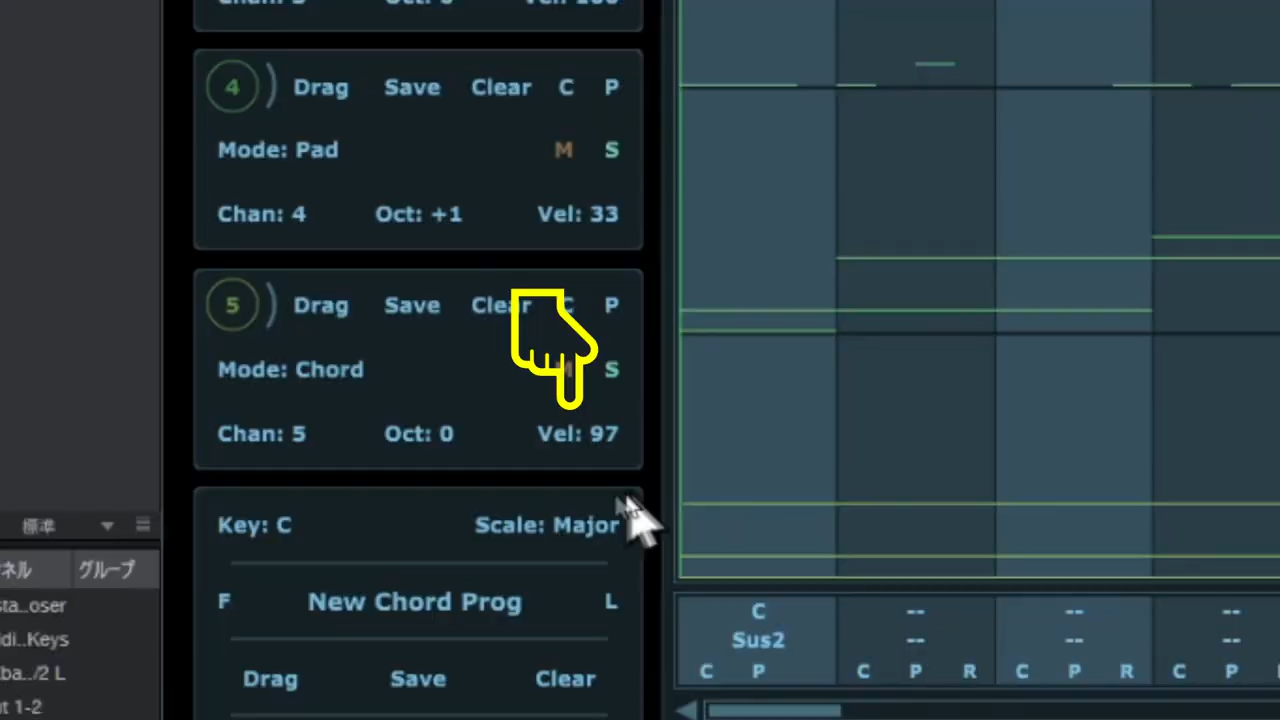 4 Drag Save Clear C P
Mode: Pad M S
Chan: 4 Oct: +1 Vel: 33
5 Drag Save Clear C P
Mode: Chord S
Chan: 5 Oct: 0 Vel: 97
Key: C Scale: Major
F New Chord Prog L
Drag Save Clear
標準
ネル グループ
sta..oser
di..Keys
ba../2 L
ut 1-2
C -- -- --
Sus2 -- -- --
C P C P R C P R C P